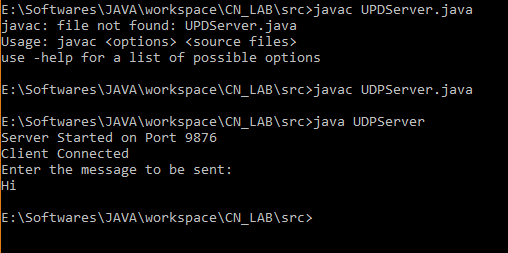 E:\Softwares\JAVA\workspace\CN_LAB\src>javac UPDServer.java
javac: file not found: UPDServer.java
Usage: javac <options> <source files>
use -help for a list of possible options
E:\Softwares\JAVA\workspace\CN_LAB\src>javac UDPServer.java
E:\Softwares\JAVA\workspace\CN_LAB\src>java UDPServer
Server Started on Port 9876
Client Connected
Enter the message to be sent:
Hi
E:\Softwares\JAVA\workspace\CN_LAB\src>